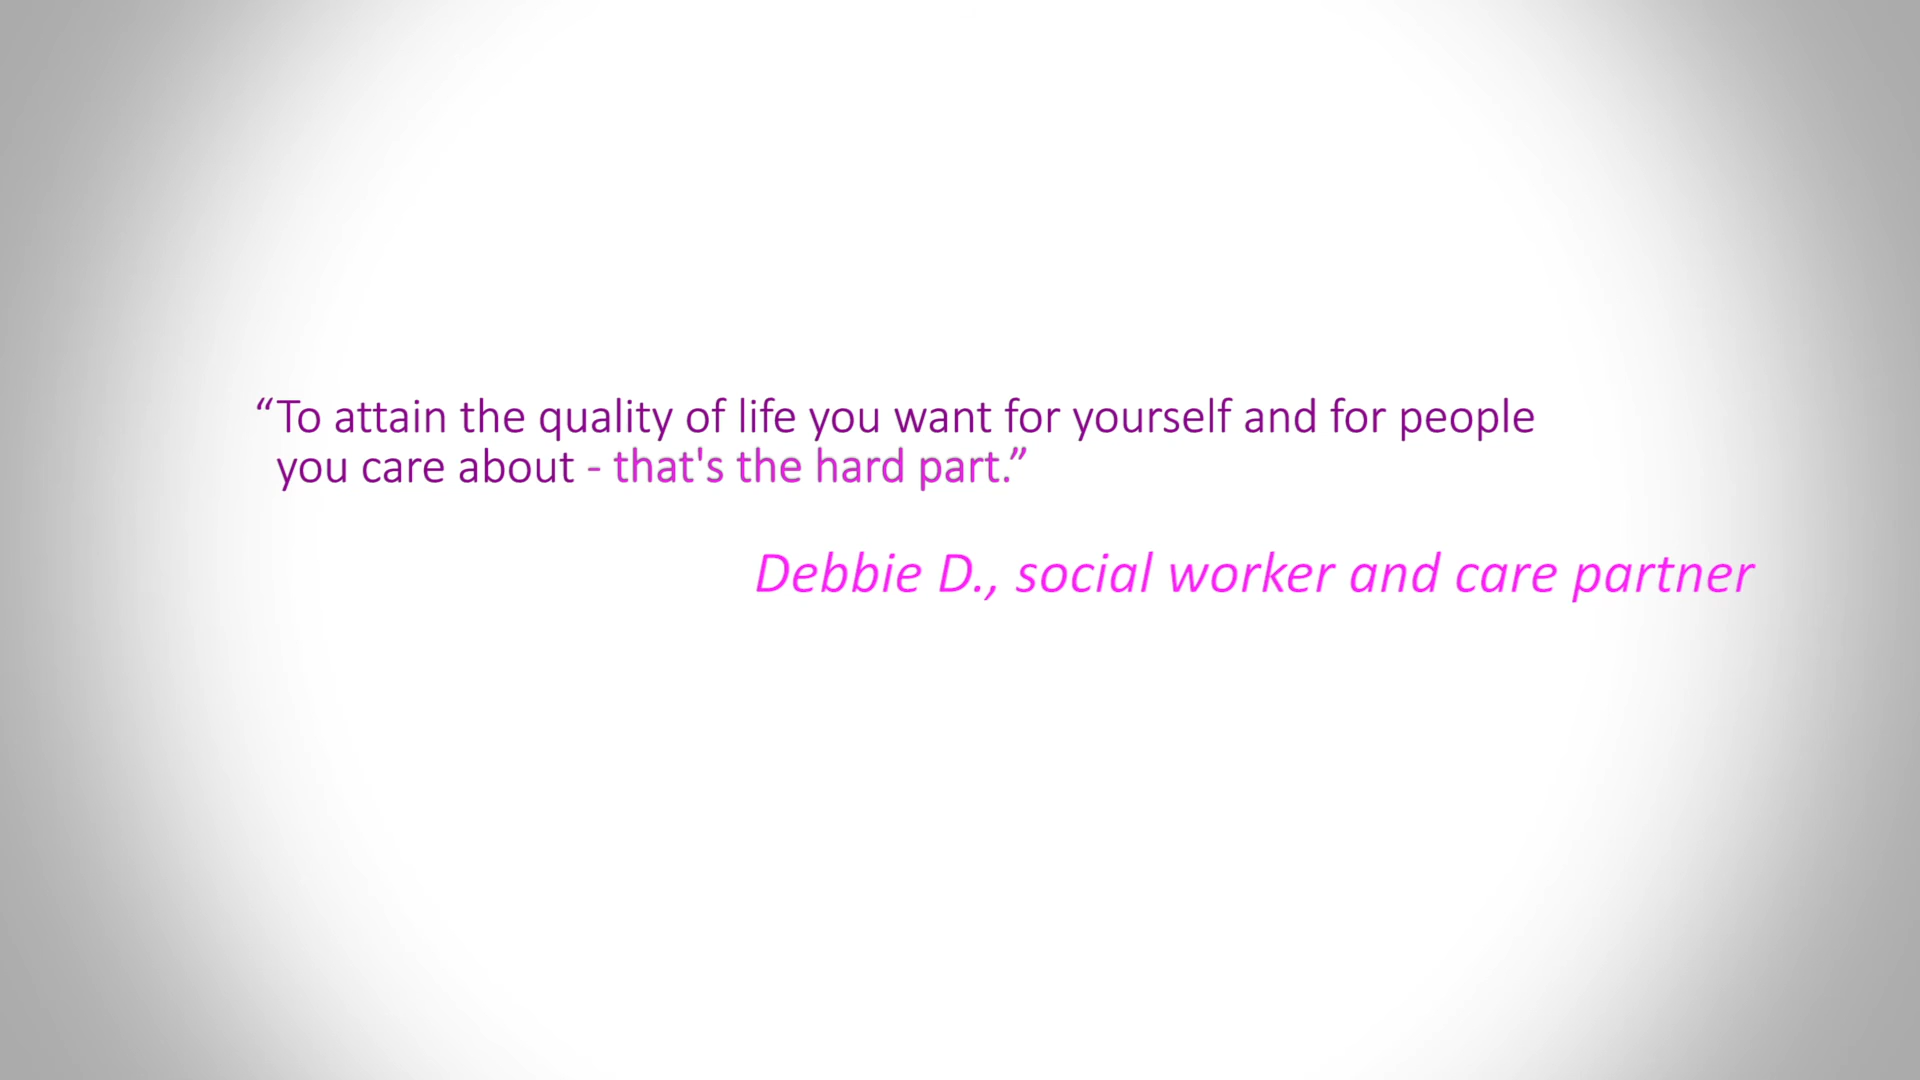 “To attain the quality of life you want for yourself and for people
you care about - that's the hard part.”
Debbie D., social worker and care partner